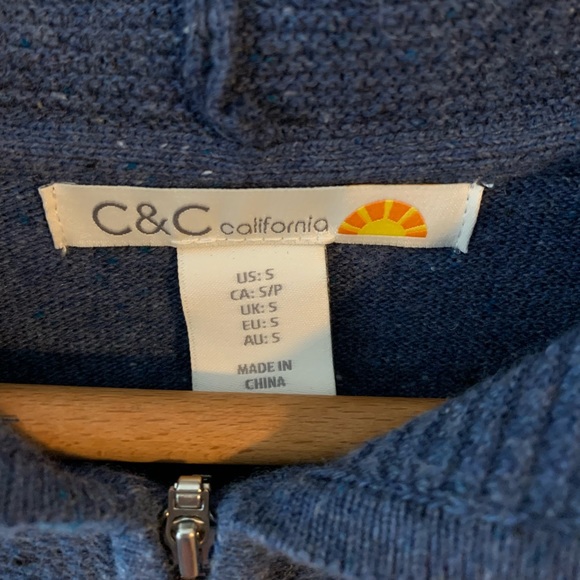 C&C california
US: S
CA: S/P
UK: S
EU: S
AU: S
MADE IN
CHINA